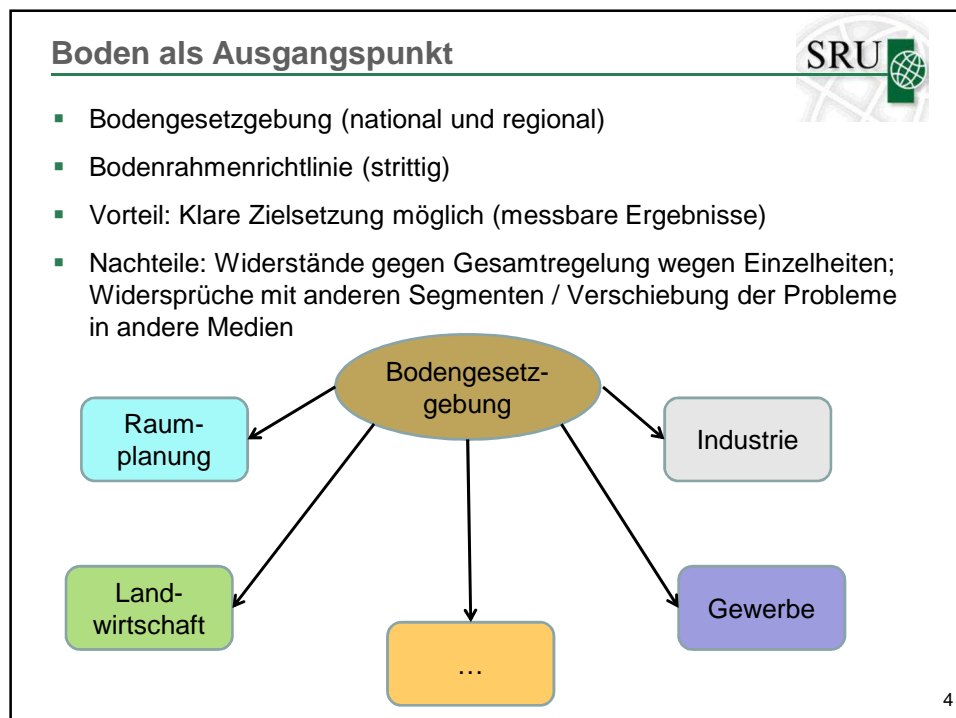 Boden als Ausgangspunkt
SRU
▪ Bodengesetzgebung (national und regional)
▪ Bodenrahmenrichtlinie (strittig)
▪ Vorteil: Klare Zielsetzung möglich (messbare Ergebnisse)
▪ Nachteile: Widerstände gegen Gesamtregelung wegen Einzelheiten;
Widersprüche mit anderen Segmenten / Verschiebung der Probleme
in andere Medien
Bodengesetz-
gebung
Raum-
planung
Industrie
Land-
wirtschaft
Gewerbe
…
4